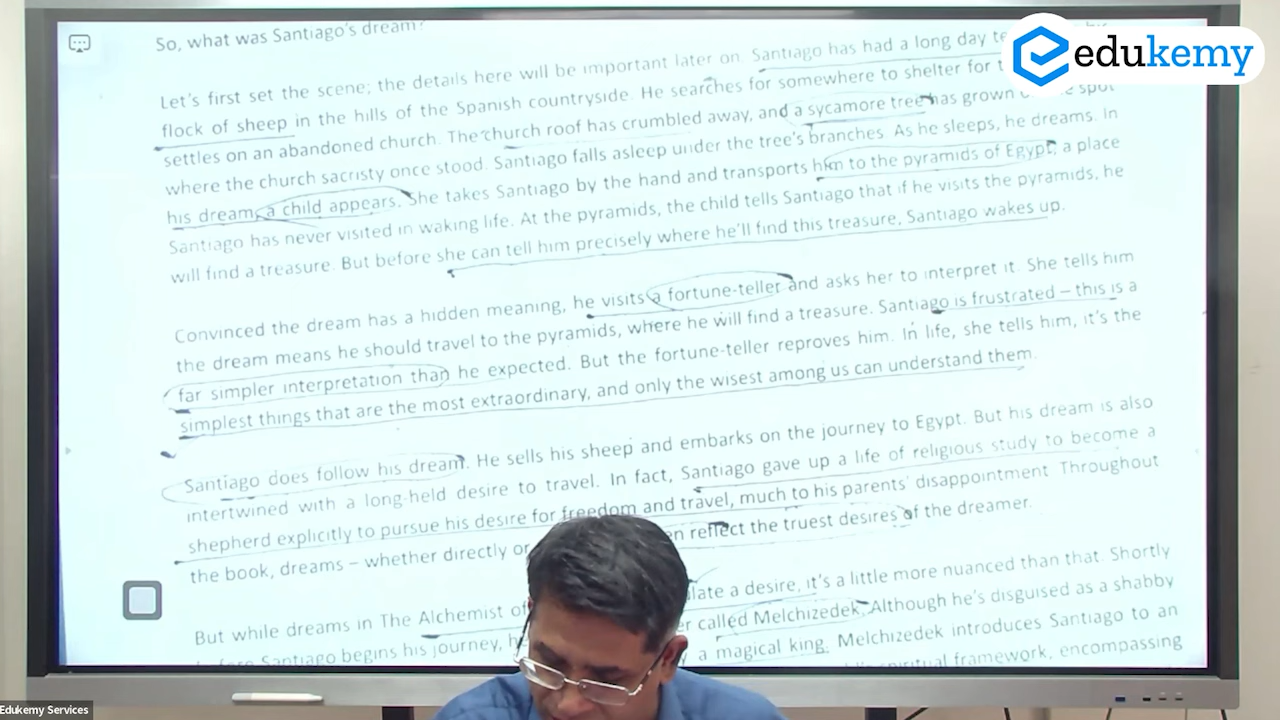 So, what was Santiago's dream?
edukemy
Let's first set the scene; the details here will be important later on. Santiago has had a long day
flock of sheep in the hills of the Spanish countryside. He searches for somewhere to shelter for
settles on an abandoned church. The church roof has crumbled away, and a sycamore tree has grown spot
where the church sacristy once stood. Santiago falls asleep under the tree's branches. As he sleeps, he dreams. In
his dream, a child appears. She takes Santiago by the hand and transports him to the pyramids of Egypt, a place
Santiago has never visited in waking life. At the pyramids, the child tells Santiago that if he visits the pyramids, he
will find a treasure. But before she can tell him precisely where he'll find this treasure, Santiago wakes up.
Convinced the dream has a hidden meaning, he visits a fortune-teller and asks her to interpret it. She tells him
the dream means he should travel to the pyramids, where he will find a treasure. Santiago is frustrated – this is a
far simpler interpretation than he expected. But the fortune-teller reproves him. In life, she tells him, it's the
simplest things that are the most extraordinary, and only the wisest among us can understand them.
Santiago does follow his dream. He sells his sheep and embarks on the journey to Egypt. But his dream is also
intertwined with a long-held desire to travel. In fact, Santiago gave up a life of religious study to become a
shepherd explicitly to pursue his desire for freedom and travel, much to his parents' disappointment Throughout
the book, dreams – whether directly or reflect the truest desires of the dreamer.
But while dreams in The Alchemist a desire, it's a little more nuanced than that. Shortly
Santiago begins his journey, called Melchizedek. Although he's disguised as a shabby
a magical king. Melchizedek introduces Santiago to an
spiritual framework, encompassing
Edukemy Services